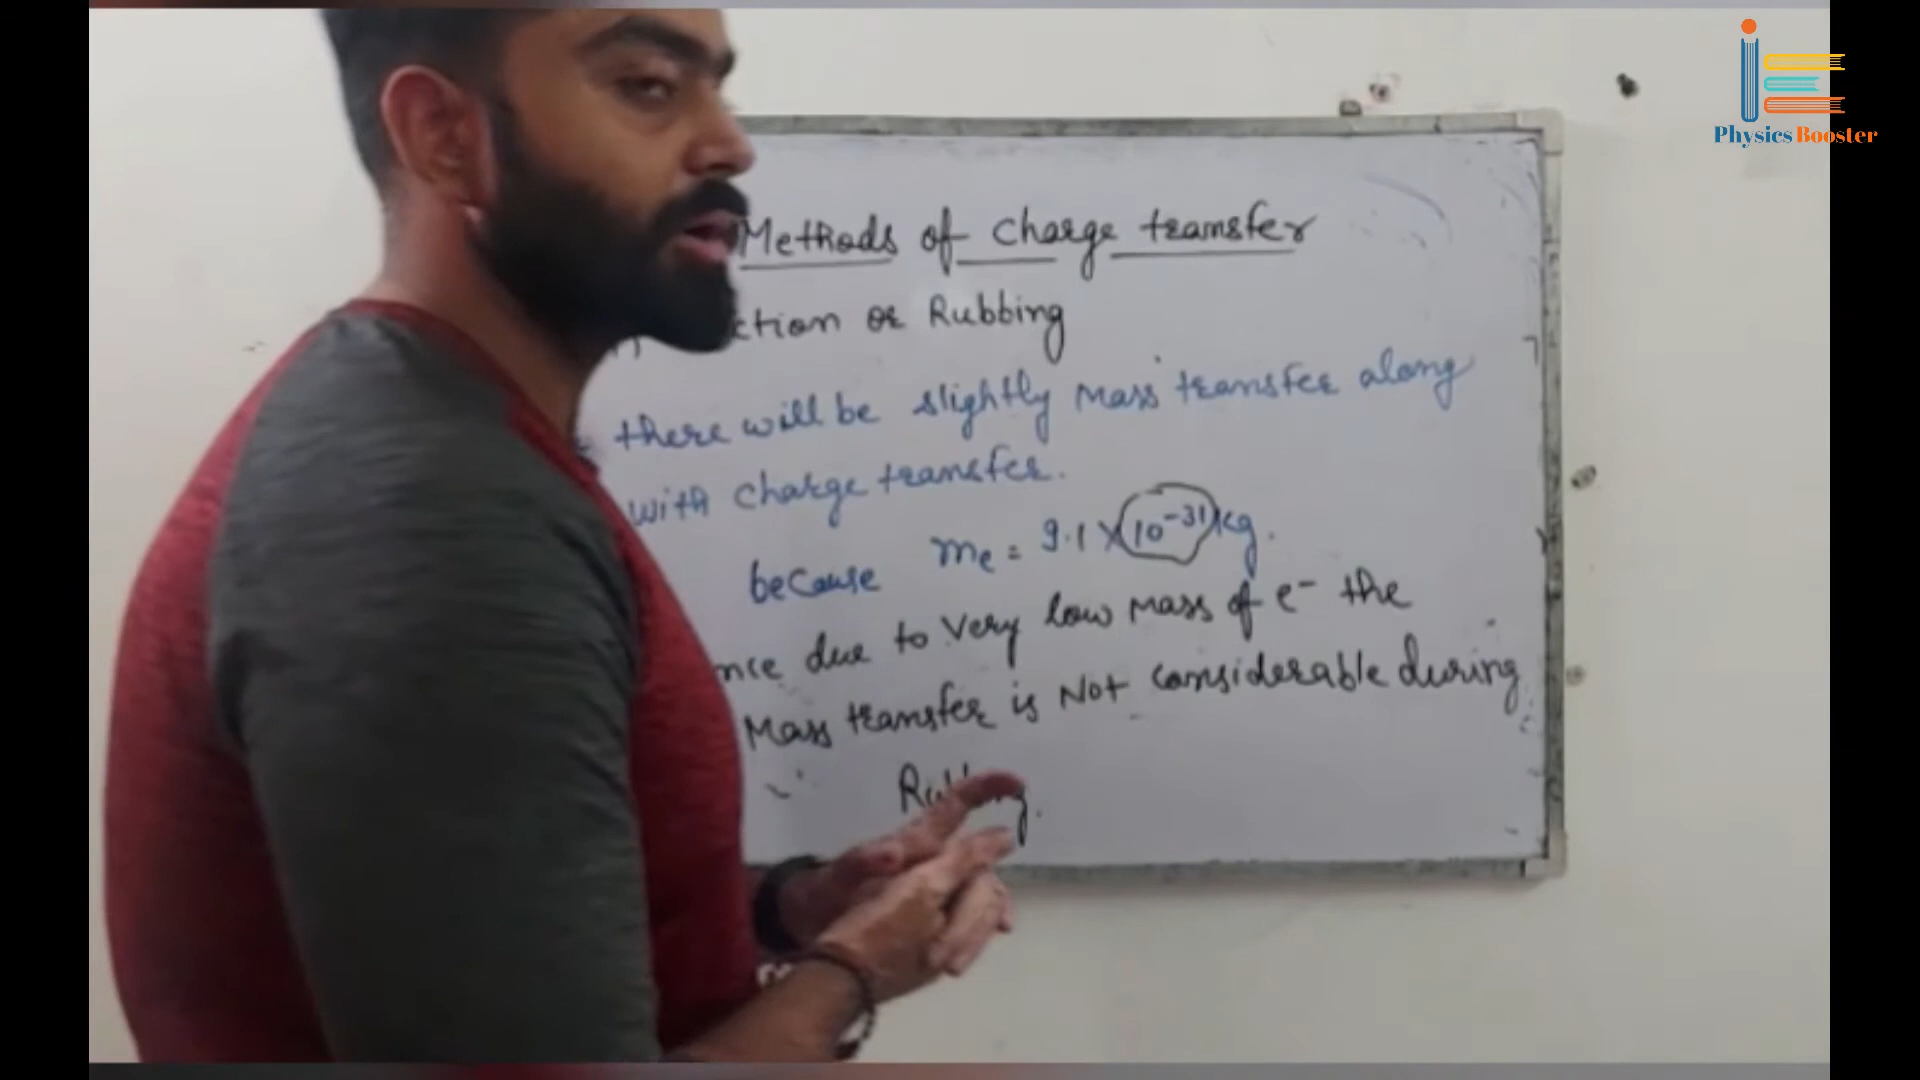 Physics Booster
Methods of Charge transfer
ction or Rubbing
there will be slightly Mass transfer along
with Charge transfer.
because me = 9.1 × 10⁻³¹ kg.
nce due to Very low Mass of e⁻ the
Mass transfer is Not considerable during
Rubbing.